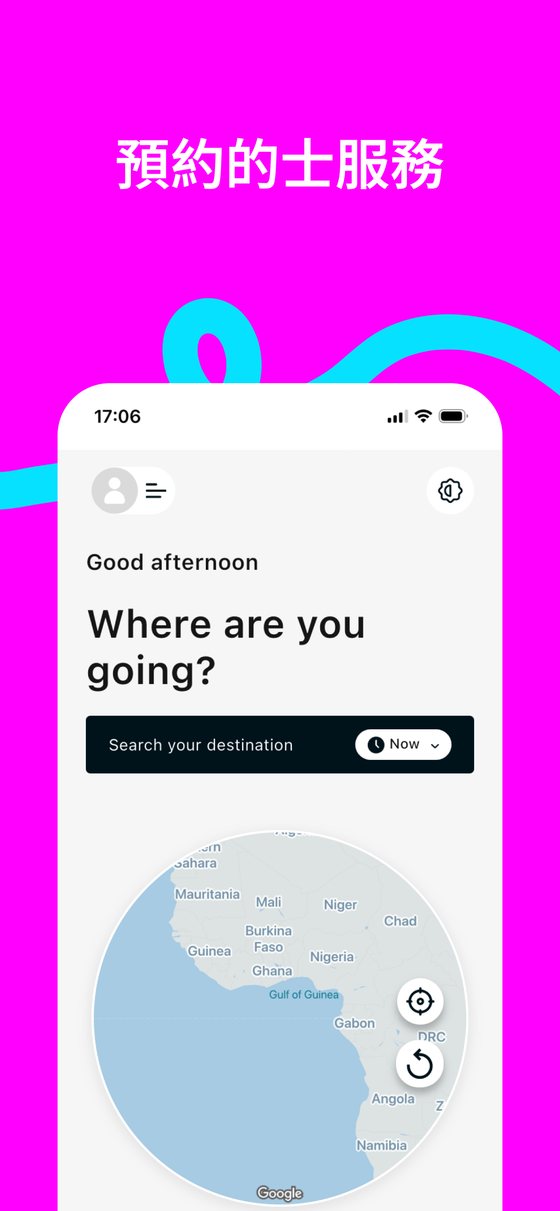 預約的士服務
17:06
Good afternoon
Where are you
going?
Search your destination
Now
Sahara
Mauritania
Mali
Niger
Chad
Burkina
Faso
Guinea
Nigeria
Ghana
Gulf of Guinea
Gabon
DRC
Angola
Namibia
Google